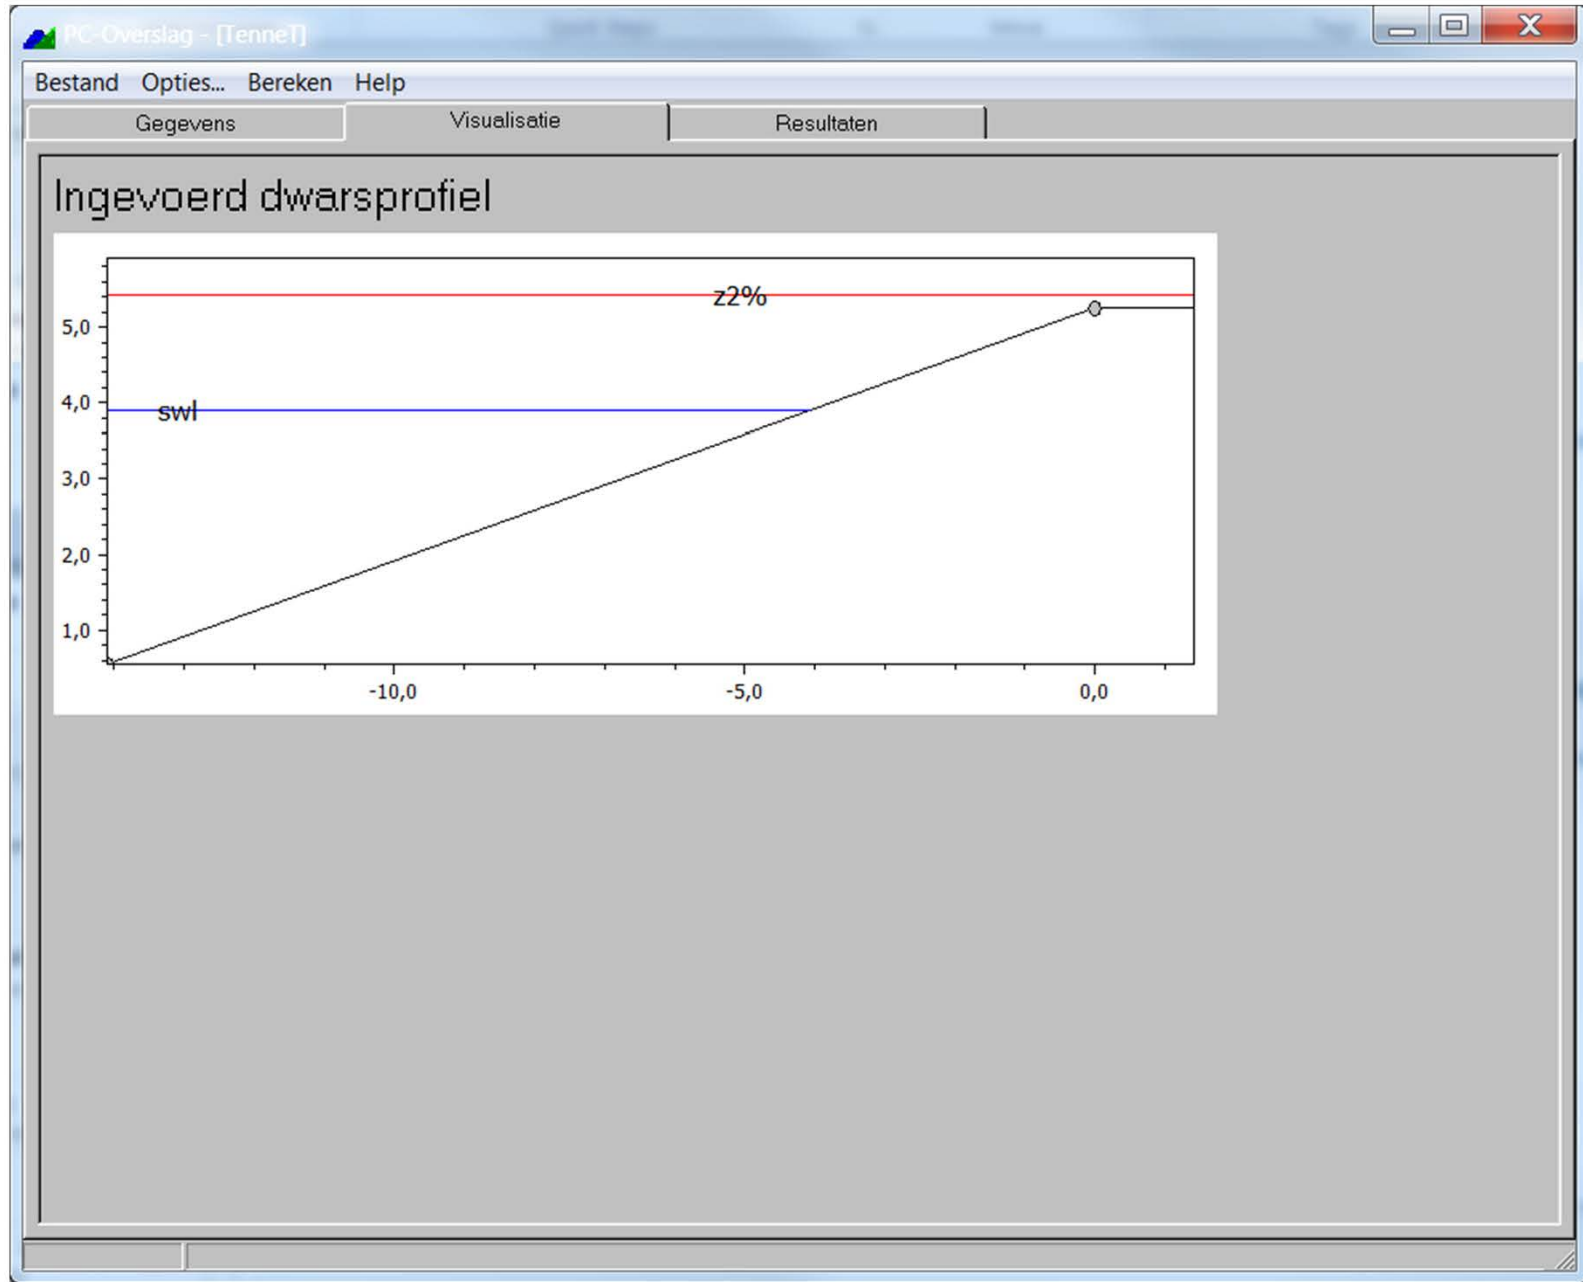 PC-Overslag - [TenneT]
Bestand Opties... Bereken Help
Gegevens Visualisatie Resultaten
Ingevoerd dwarsprofiel
z2%
5,0
4,0
swl
3,0
2,0
1,0
-10,0 -5,0 0,0